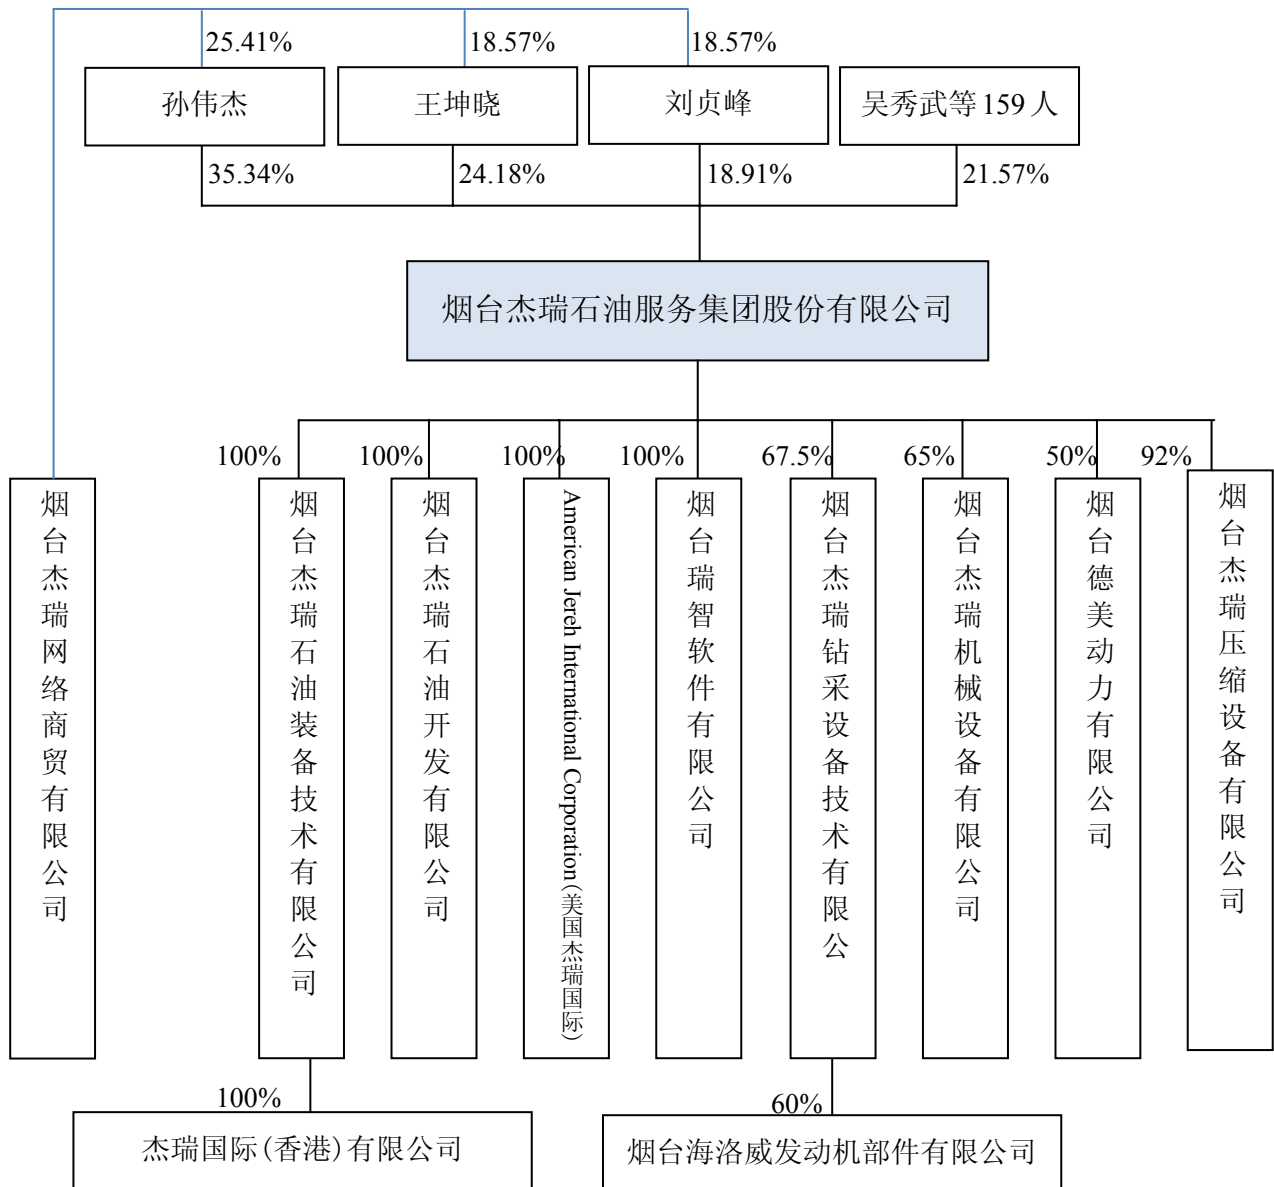 25.41%
18.57%
18.57%
孙伟杰
王坤晓
刘贞峰
吴秀武等159人
35.34%
24.18%
18.91%
21.57%
烟台杰瑞石油服务集团股份有限公司
100%
100%
100%
100%
67.5%
65%
50%
92%
烟台杰瑞网络商贸有限公司
烟台杰瑞石油装备技术有限公司
烟台杰瑞石油开发有限公司
American Jereh International Corporation(美国杰瑞国际)
烟台瑞智软件有限公司
烟台杰瑞钻采设备技术有限公
烟台杰瑞机械设备有限公司
烟台德美动力有限公司
烟台杰瑞压缩设备有限公司
100%
60%
杰瑞国际(香港)有限公司
烟台海洛威发动机部件有限公司